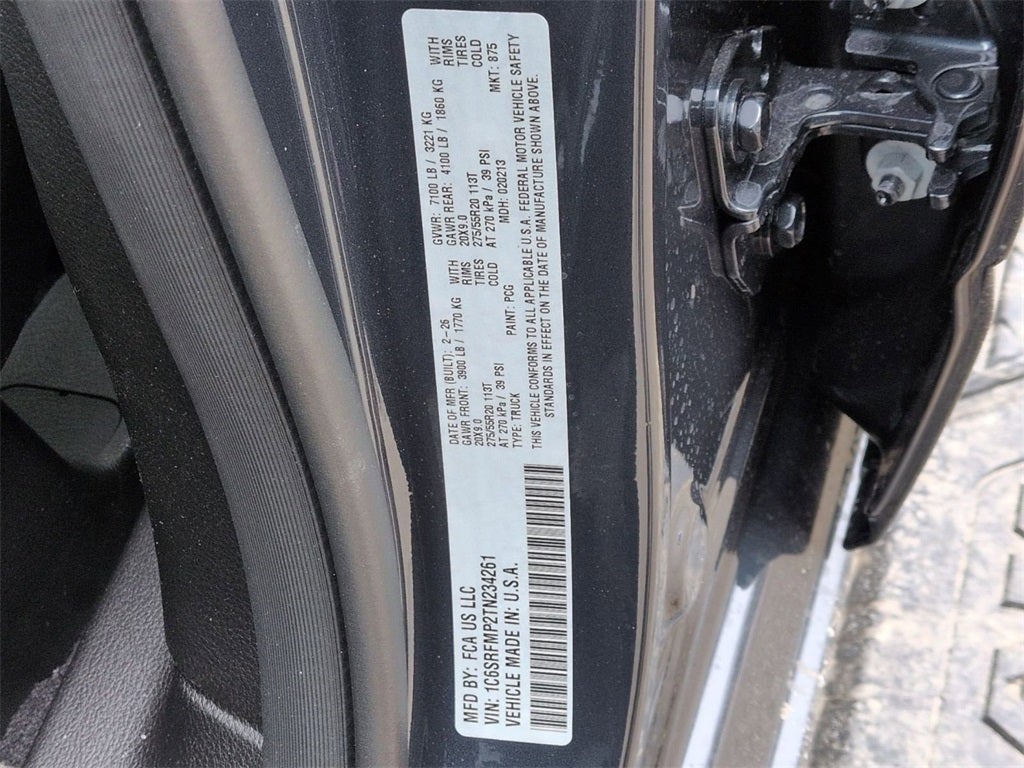 MFD BY: FCA US LLC
VIN: 1C6SRFMP2TN234261
VEHICLE MADE IN: U.S.A.
DATE OF MFR (BUILT): 2-26 GVWR: 7100 LB / 3221 KG
GAWR FRONT: 3900 LB / 1770 KG WITH GAWR REAR: 4100 LB / 1860 KG WITH
20X9.0 RIMS 20X9.0 RIMS
275/55R20 113T TIRES 275/55R20 113T TIRES
AT 270 kPa / 39 PSI COLD AT 270 kPa / 39 PSI COLD
TYPE: TRUCK PAINT: PCG MDH: 020213 MKT: 875
THIS VEHICLE CONFORMS TO ALL APPLICABLE U.S.A. FEDERAL MOTOR VEHICLE SAFETY
STANDARDS IN EFFECT ON THE DATE OF MANUFACTURE SHOWN ABOVE.